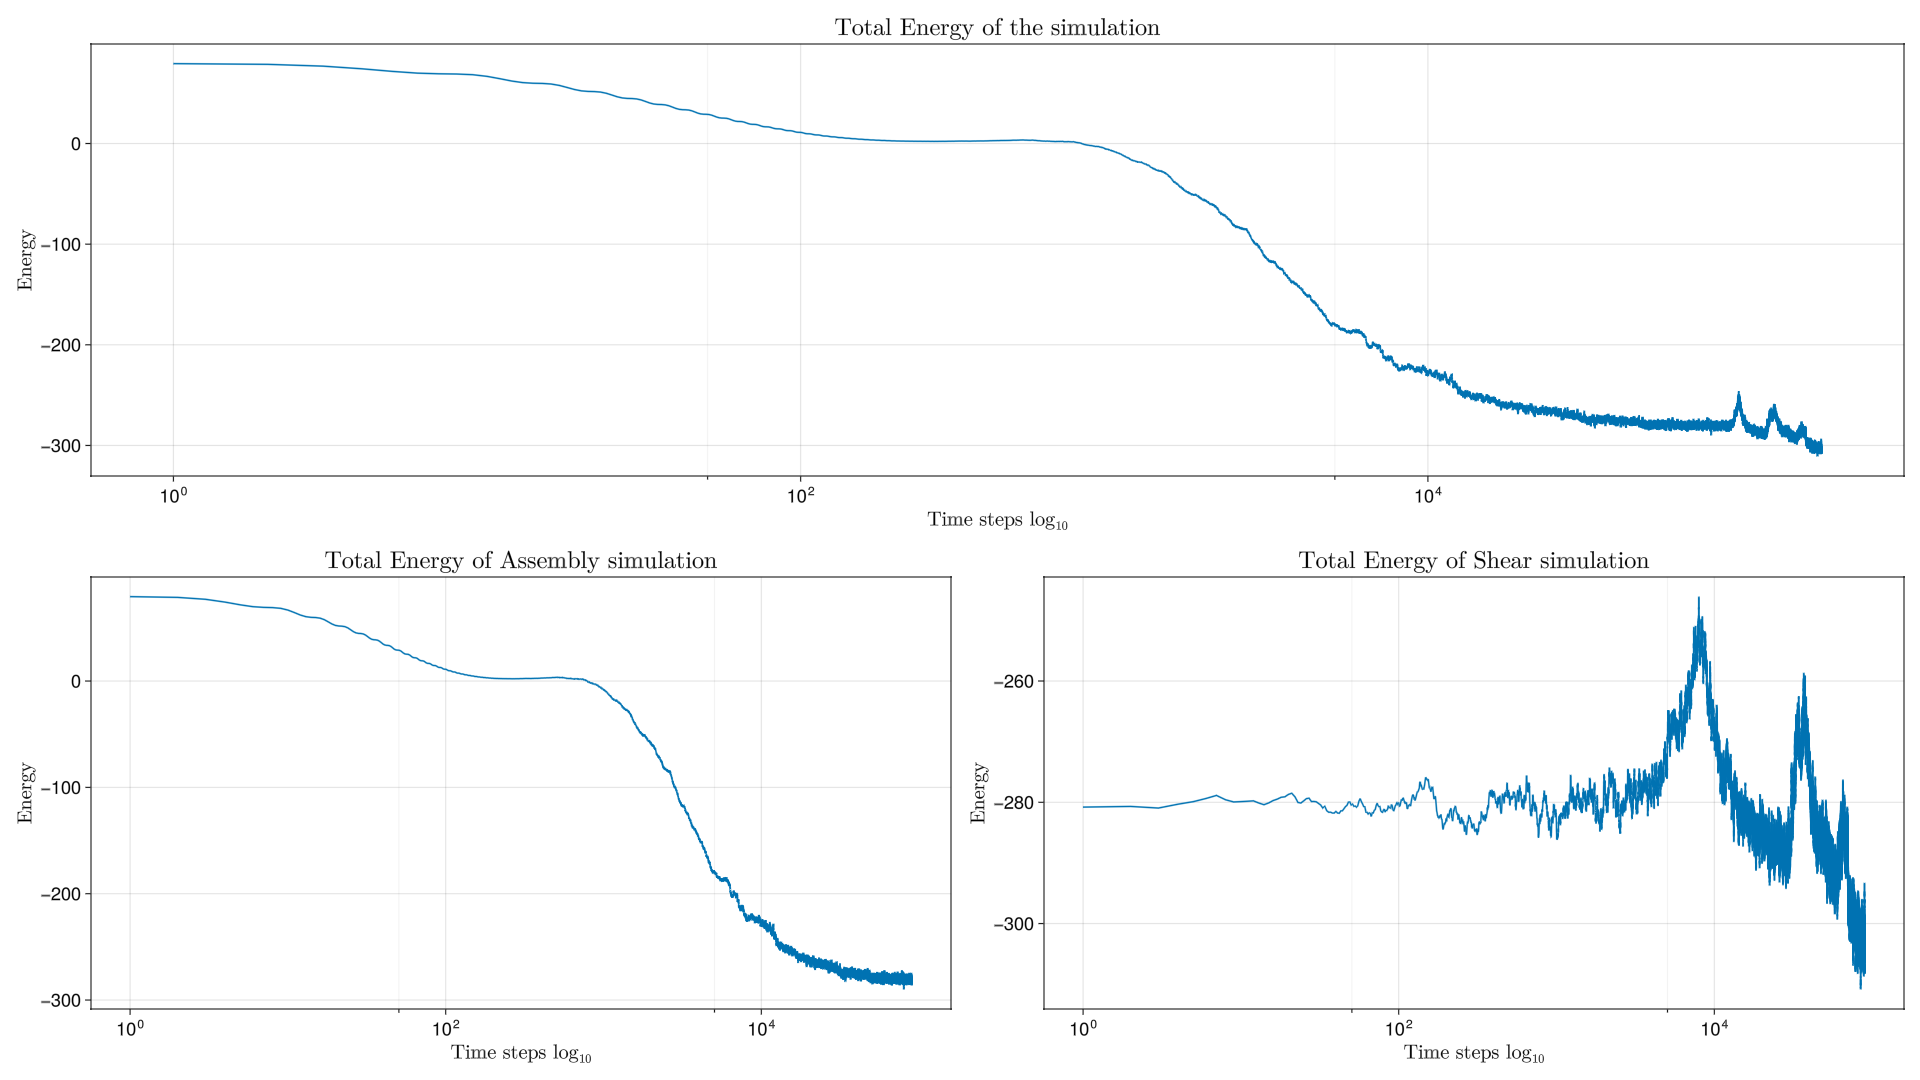 Total Energy of the simulation
Energy
0
−100
−200
−300
10⁰ 10² 10⁴
Time steps log₁₀
Total Energy of Assembly simulation
Energy
0
−100
−200
−300
10⁰ 10² 10⁴
Time steps log₁₀
Total Energy of Shear simulation
Energy
−260
−280
−300
10⁰ 10² 10⁴
Time steps log₁₀